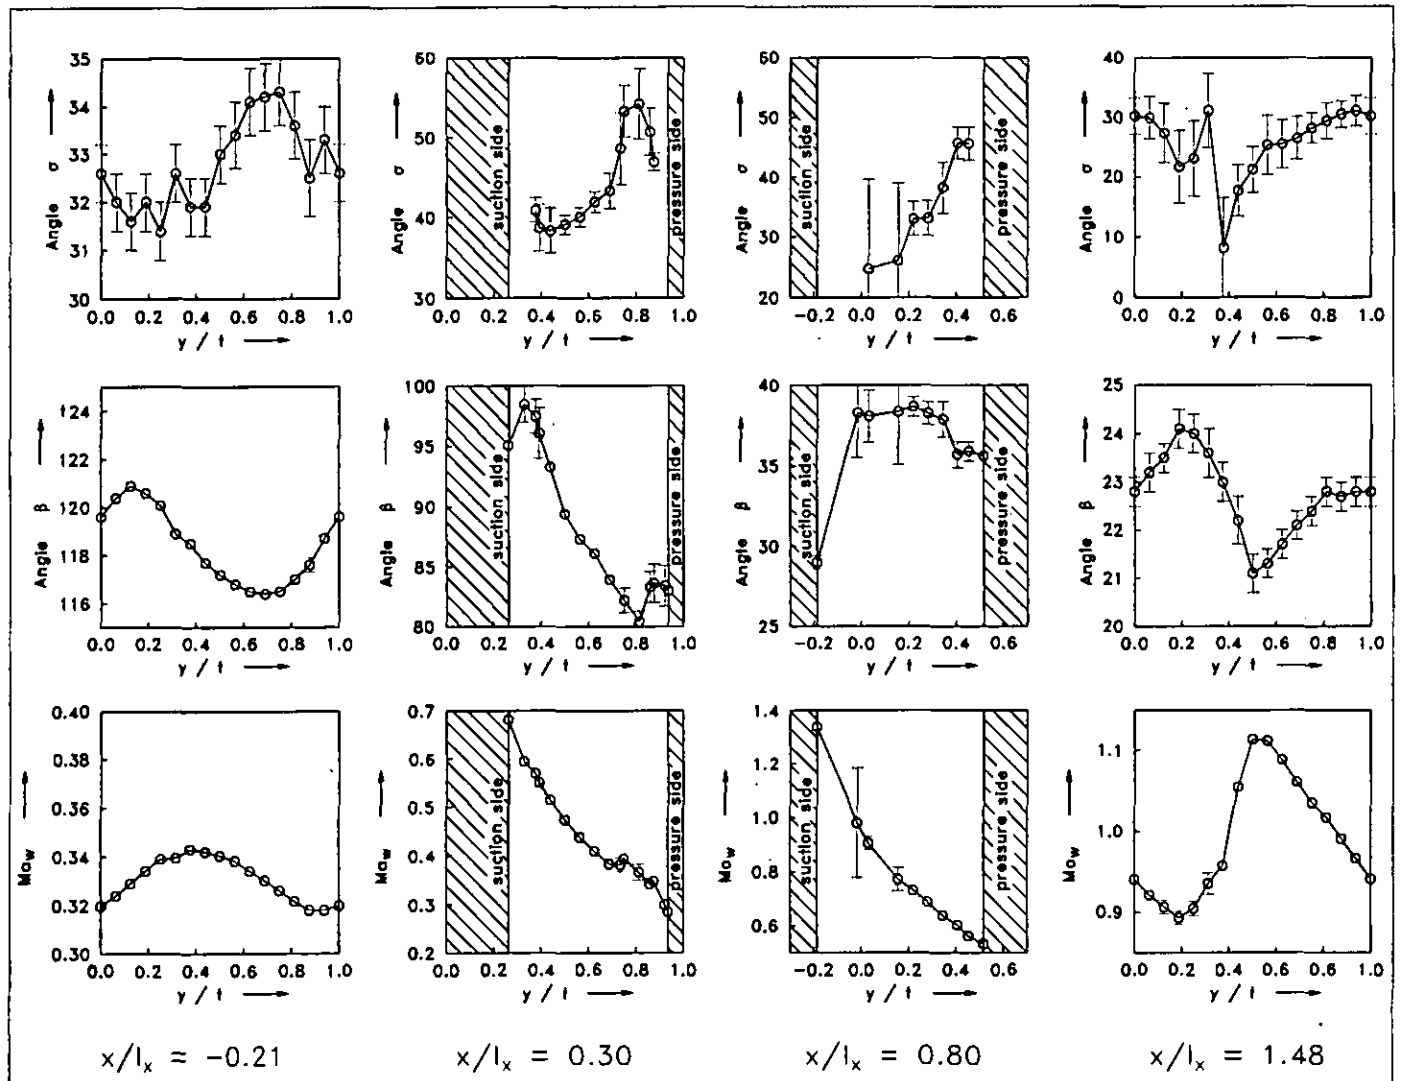 35
34
33
32
31
30
Angle σ
0.0 0.2 0.4 0.6 0.8 1.0
y / t
60
50
40
30
Angle σ
suction side
pressure side
0.0 0.2 0.4 0.6 0.8 1.0
y / t
60
50
40
30
20
Angle σ
suction side
pressure side
-0.2 0.0 0.2 0.4 0.6
y / t
40
30
20
10
0
Angle σ
0.0 0.2 0.4 0.6 0.8 1.0
y / t
124
121
120
118
116
Angle β
0.0 0.2 0.4 0.6 0.8 1.0
y / t
100
95
90
85
80
Angle β
suction side
pressure side
0.0 0.2 0.4 0.6 0.8 1.0
y / t
40
35
30
25
Angle β
suction side
pressure side
-0.2 0.0 0.2 0.4 0.6
y / t
25
24
23
22
21
20
Angle β
0.0 0.2 0.4 0.6 0.8 1.0
y / t
0.40
0.38
0.36
0.34
0.32
0.30
Ma_w
0.0 0.2 0.4 0.6 0.8 1.0
y / t
0.7
0.6
0.5
0.4
0.3
0.2
Ma_w
suction side
pressure side
0.0 0.2 0.4 0.6 0.8 1.0
y / t
1.4
1.2
1.0
0.8
0.6
Ma_w
suction side
pressure side
-0.2 0.0 0.2 0.4 0.6
y / t
1.1
1.0
0.9
Ma_w
0.0 0.2 0.4 0.6 0.8 1.0
y / t
x/l_x ≈ -0.21
x/l_x = 0.30
x/l_x = 0.80
x/l_x = 1.48